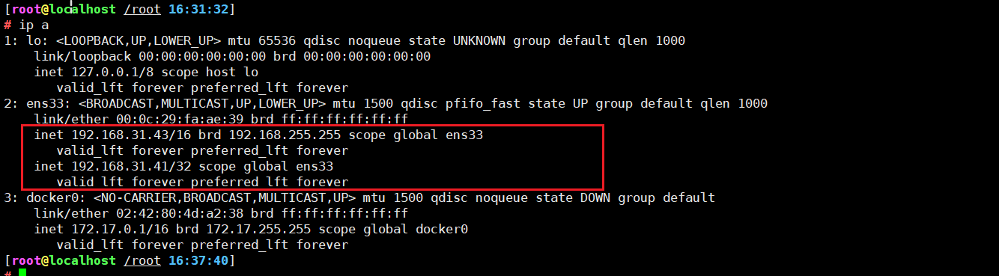 [root@localhost /root 16:31:32]
# ip a
1: lo: <LOOPBACK,UP,LOWER_UP> mtu 65536 qdisc noqueue state UNKNOWN group default qlen 1000
    link/loopback 00:00:00:00:00:00 brd 00:00:00:00:00:00
    inet 127.0.0.1/8 scope host lo
       valid_lft forever preferred_lft forever
2: ens33: <BROADCAST,MULTICAST,UP,LOWER_UP> mtu 1500 qdisc pfifo_fast state UP group default qlen 1000
    link/ether 00:0c:29:fa:ae:39 brd ff:ff:ff:ff:ff:ff
    inet 192.168.31.43/16 brd 192.168.255.255 scope global ens33
       valid_lft forever preferred_lft forever
    inet 192.168.31.41/32 scope global ens33
       valid_lft forever preferred_lft forever
3: docker0: <NO-CARRIER,BROADCAST,MULTICAST,UP> mtu 1500 qdisc noqueue state DOWN group default
    link/ether 02:42:80:4d:a2:38 brd ff:ff:ff:ff:ff:ff
    inet 172.17.0.1/16 brd 172.17.255.255 scope global docker0
       valid_lft forever preferred_lft forever
[root@localhost /root 16:37:40]
#